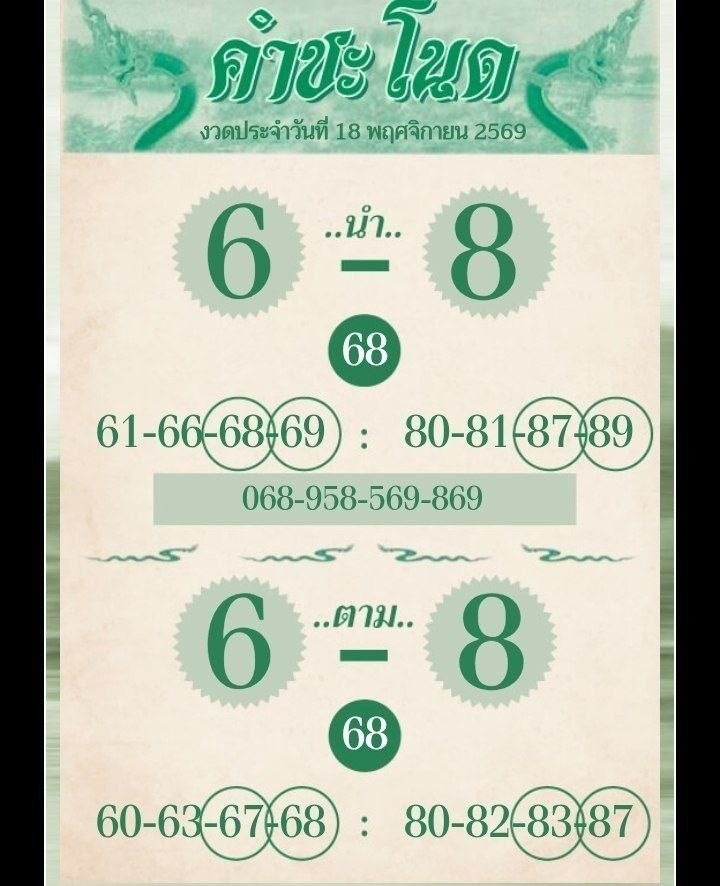 คำชะโนด
งวดประจำวันที่ 18 พฤศจิกายน 2569
6 ..นำ.. - 8
68
61-66-68-69 : 80-81-87-89
068-958-569-869
6 ..ตาม.. - 8
68
60-63-67-68 : 80-82-83-87